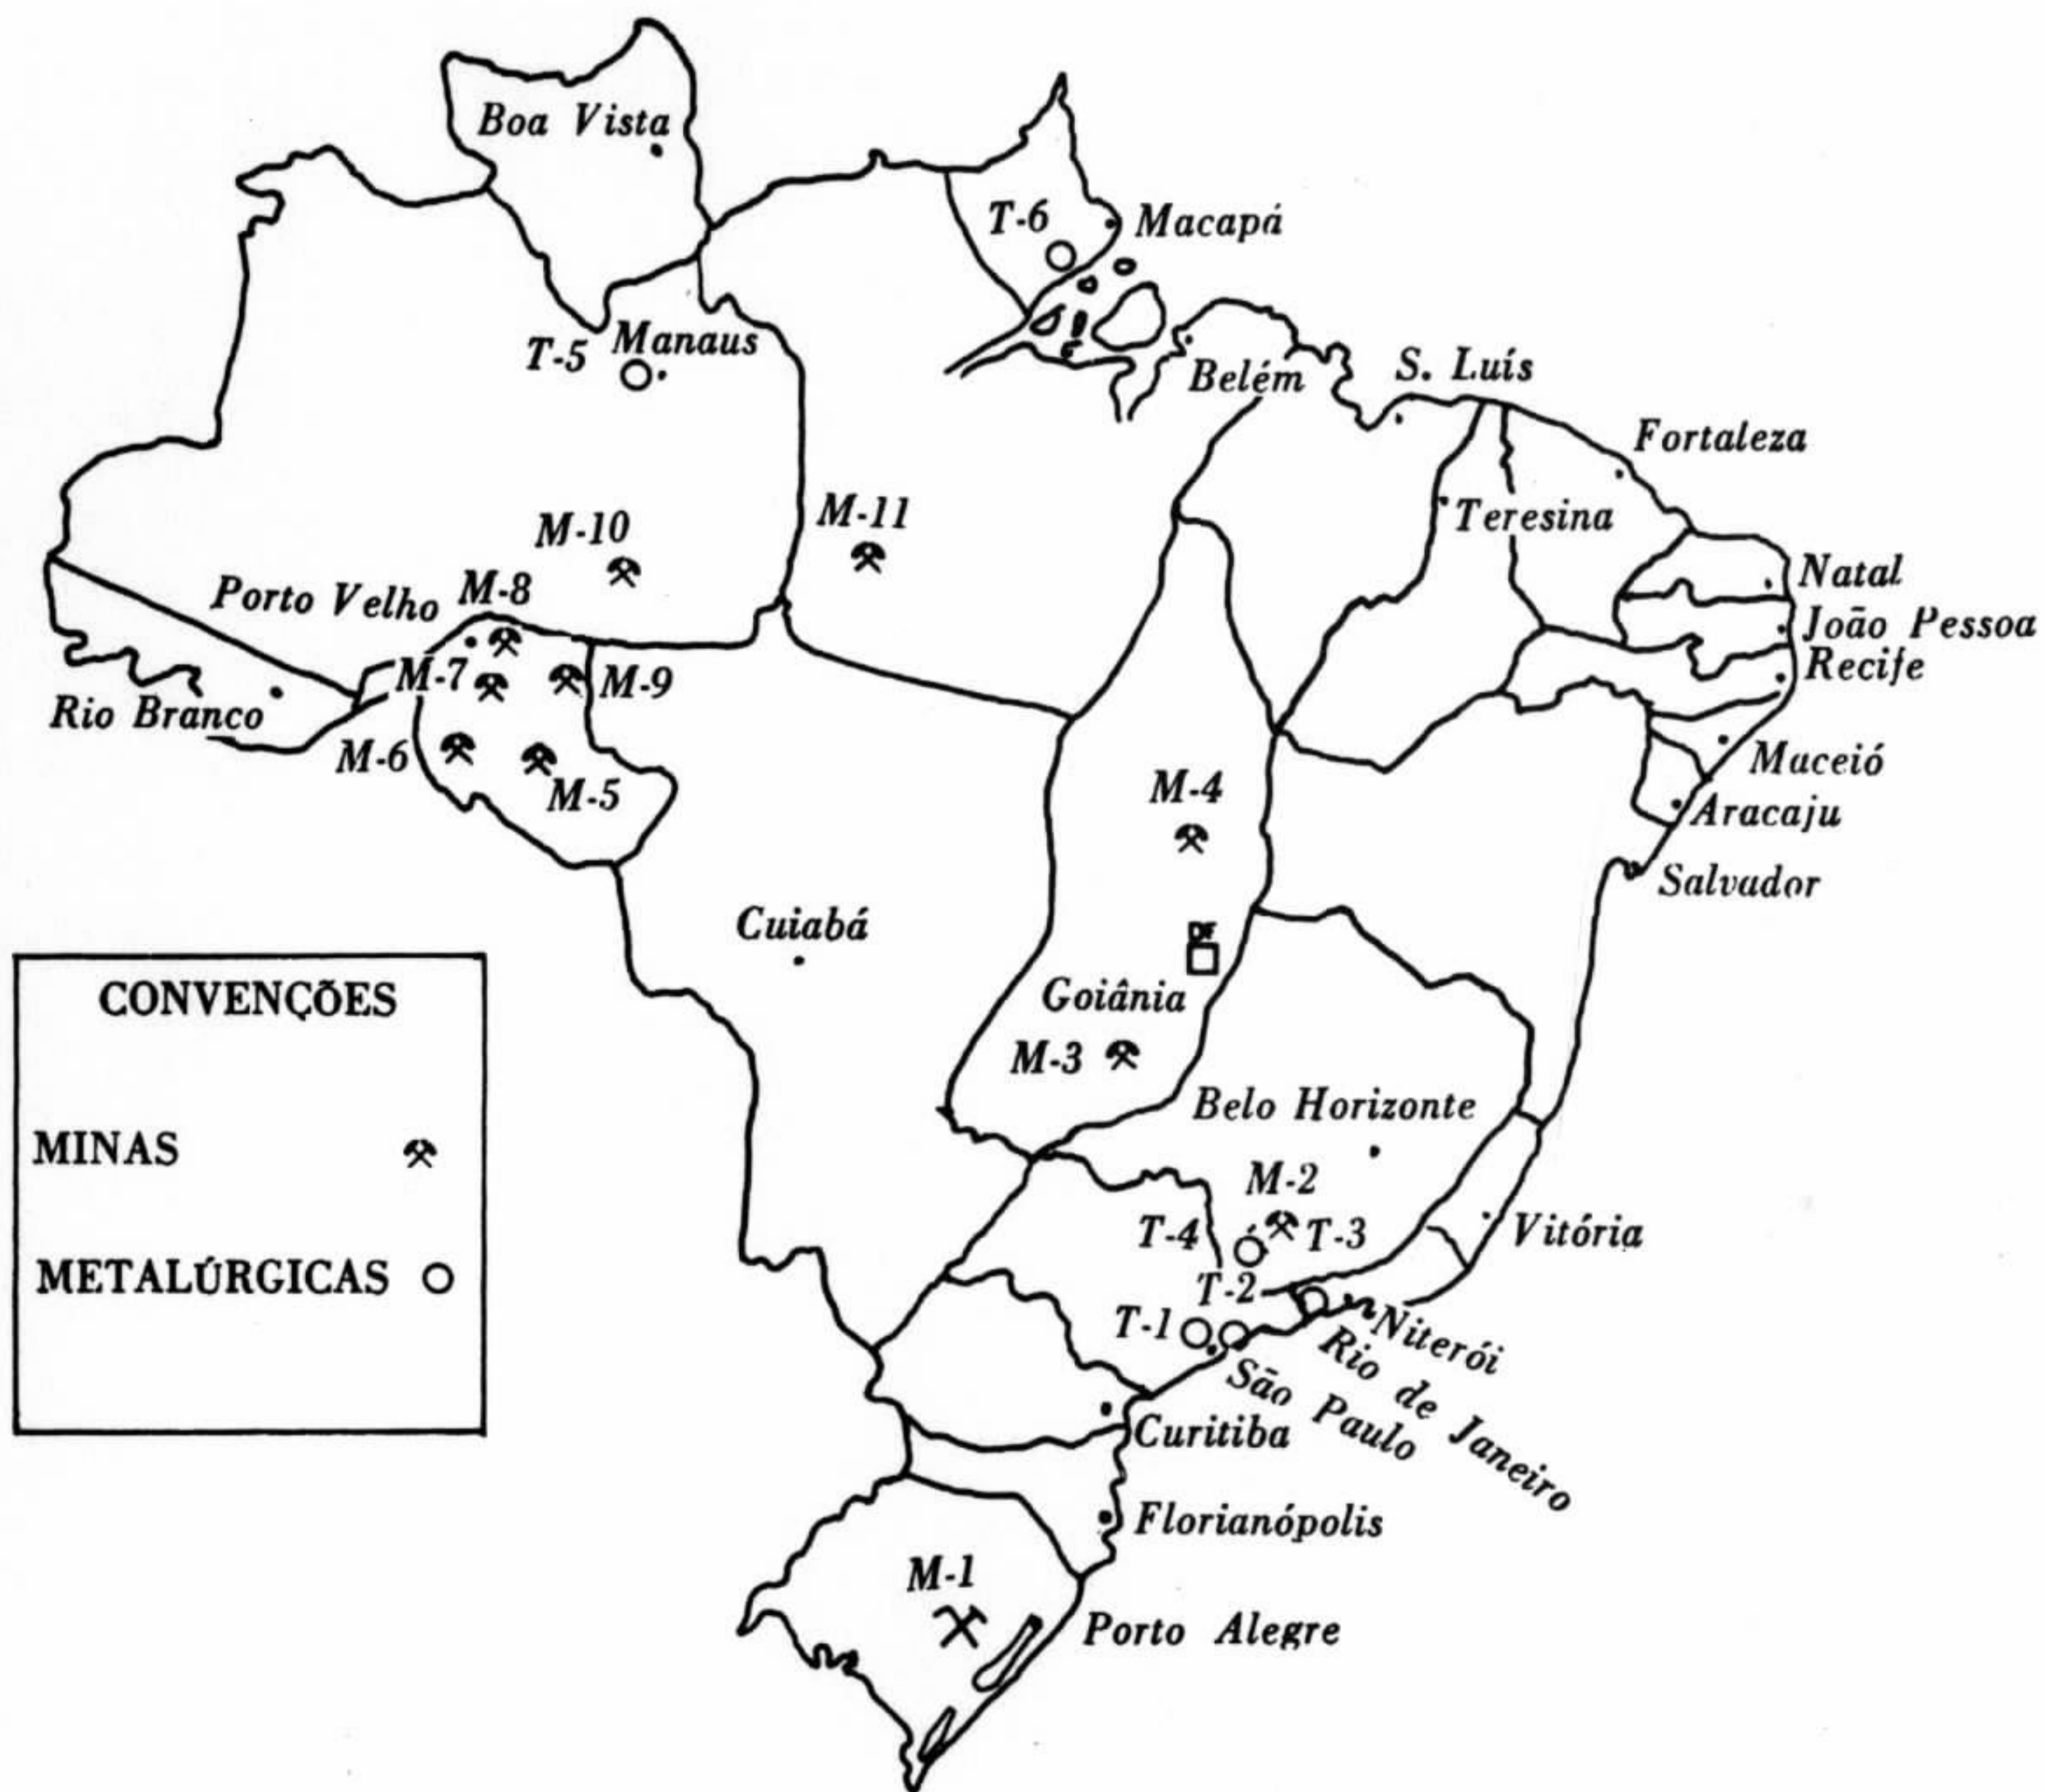 Boa Vista
T-6
Macapá
T-5
Manaus
Belém
S. Luís
Fortaleza
M-10
M-11
Teresina
Porto Velho
M-8
Natal
João Pessoa
M-7
M-9
Recife
Rio Branco
M-6
M-5
M-4
Muceió
Aracaju
Salvador
Cuiabá
DF
Goiânia
M-3
CONVENÇÕES
MINAS
METALÚRGICAS
Belo Horizonte
M-2
T-4
T-3
Vitória
T-2
T-1
Niterói
Rio de Janeiro
São Paulo
Curitiba
Florianópolis
M-1
Porto Alegre